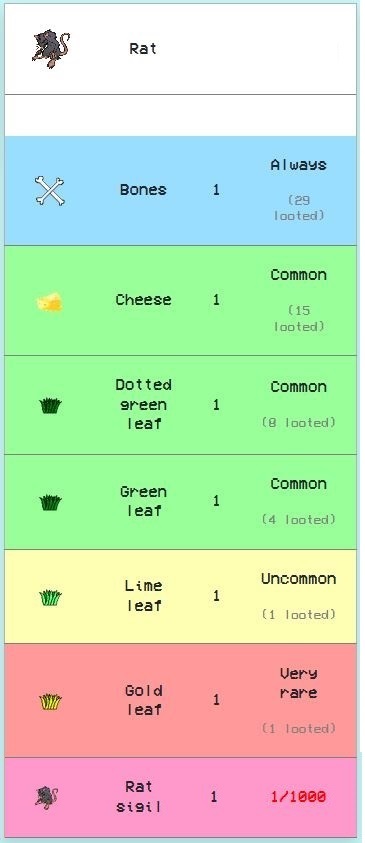 Rat
Bones 1 Always
(29
looted)
Cheese 1 Common
(15
looted)
Dotted
green
leaf
1
Common
(8 looted)
Green
leaf
1
Common
(4 looted)
Lime
leaf
1
Uncommon
(1 looted)
Gold
leaf
1
Very
rare
(1 looted)
Rat
sigil
1
1/1000